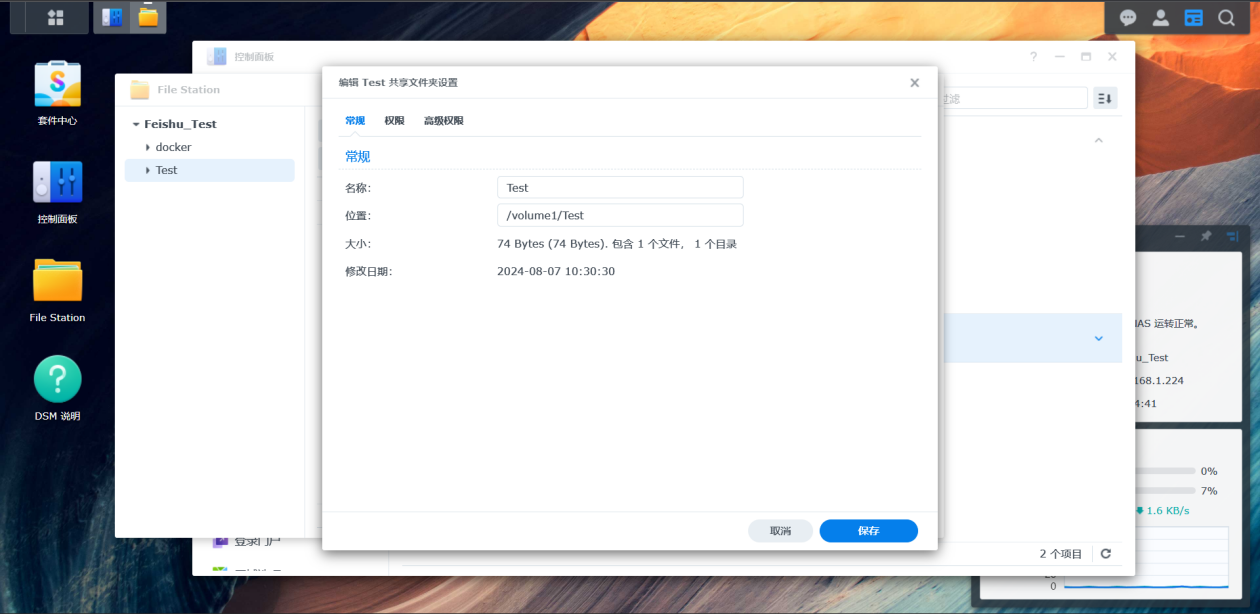 控制面板
File Station
编辑 Test 共享文件夹设置
过滤
套件中心
Feishu_Test
docker
Test
常规 权限 高级权限
常规
名称: Test
位置: /volume1/Test
大小: 74 Bytes (74 Bytes). 包含 1 个文件, 1 个目录
修改日期: 2024-08-07 10:30:30
控制面板
File Station
DSM 说明
NAS 运转正常。
u_Test
168.1.224
4:41
0%
7%
1.6 KB/s
取消 保存
登录门户
2 个项目
0